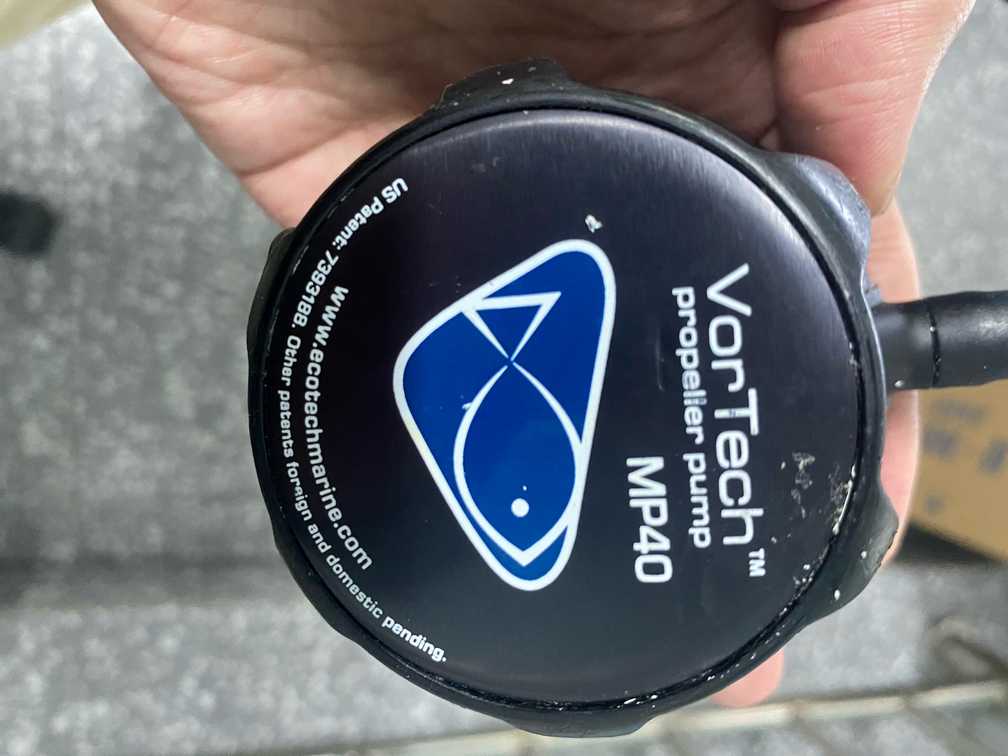 VorTech™
propeller pump
MP40
www.ecotechmarine.com
US Patent: 7393188. Other patents foreign and domestic pending.